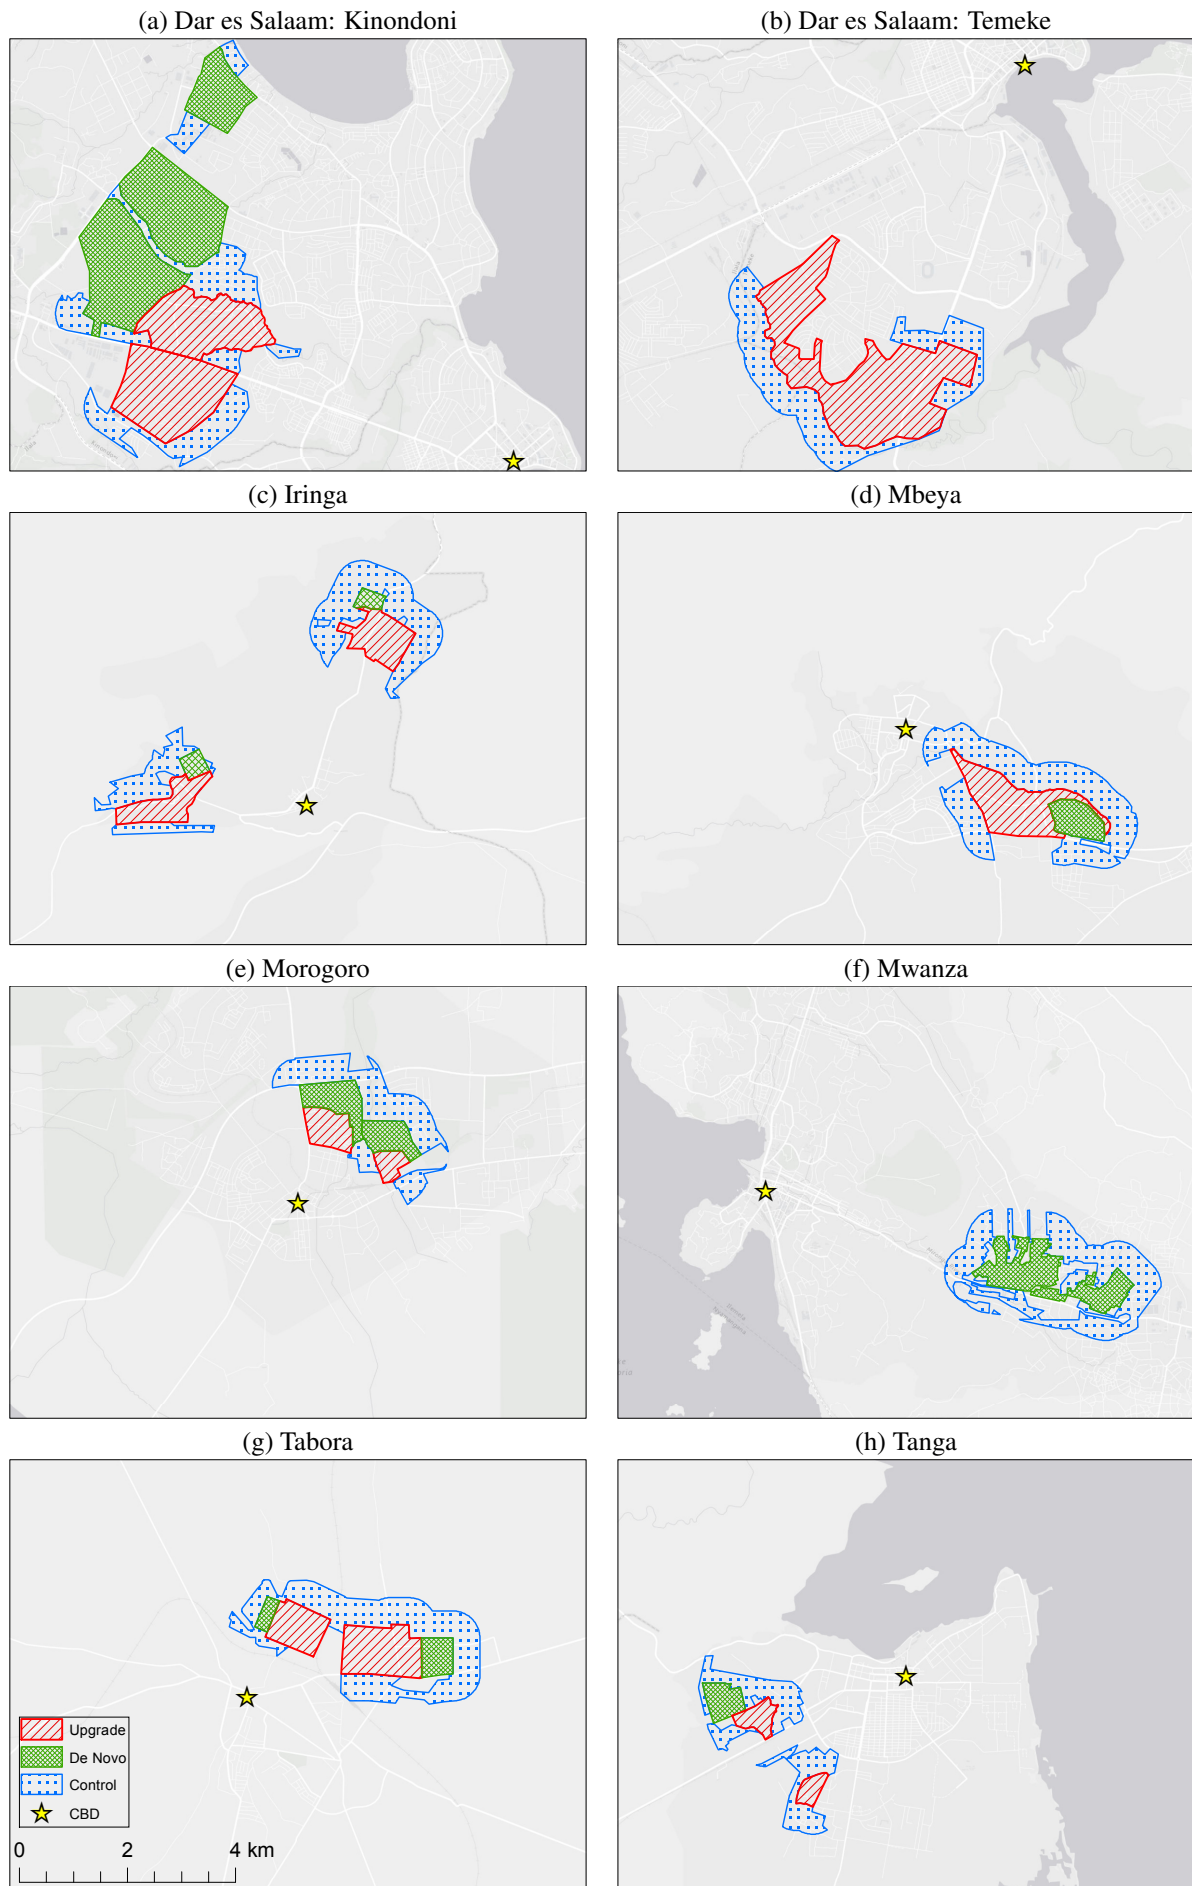 (a) Dar es Salaam: Kinondoni
(b) Dar es Salaam: Temeke
(c) Iringa
(d) Mbeya
(e) Morogoro
(f) Mwanza
(g) Tabora
(h) Tanga
Upgrade
De Novo
Control
CBD
0 2 4 km